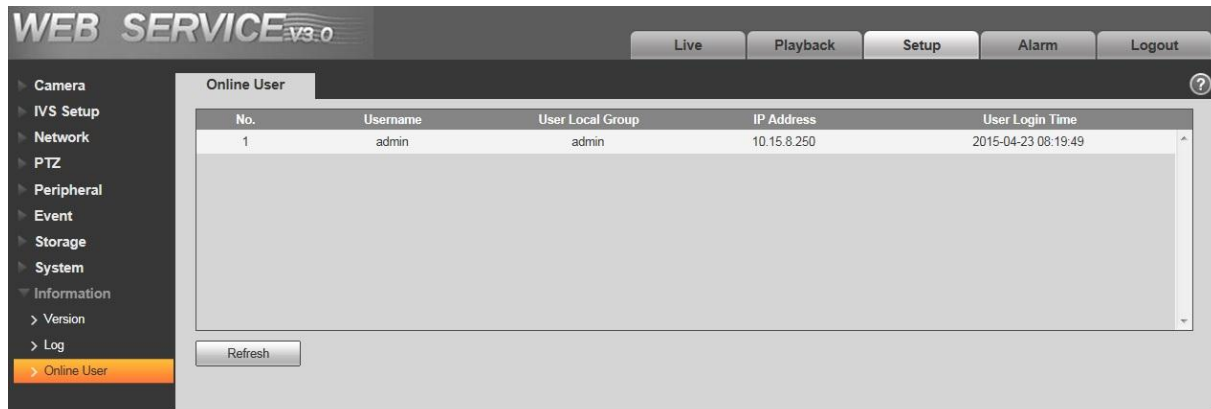 WEB SERVICE V3.0
Live Playback Setup Alarm Logout
Camera
IVS Setup
Network
PTZ
Peripheral
Event
Storage
System
Information
Version
Log
Online User
Online User
?
No. Username User Local Group IP Address User Login Time
1 admin admin 10.15.8.250 2015-04-23 08:19:49
Refresh